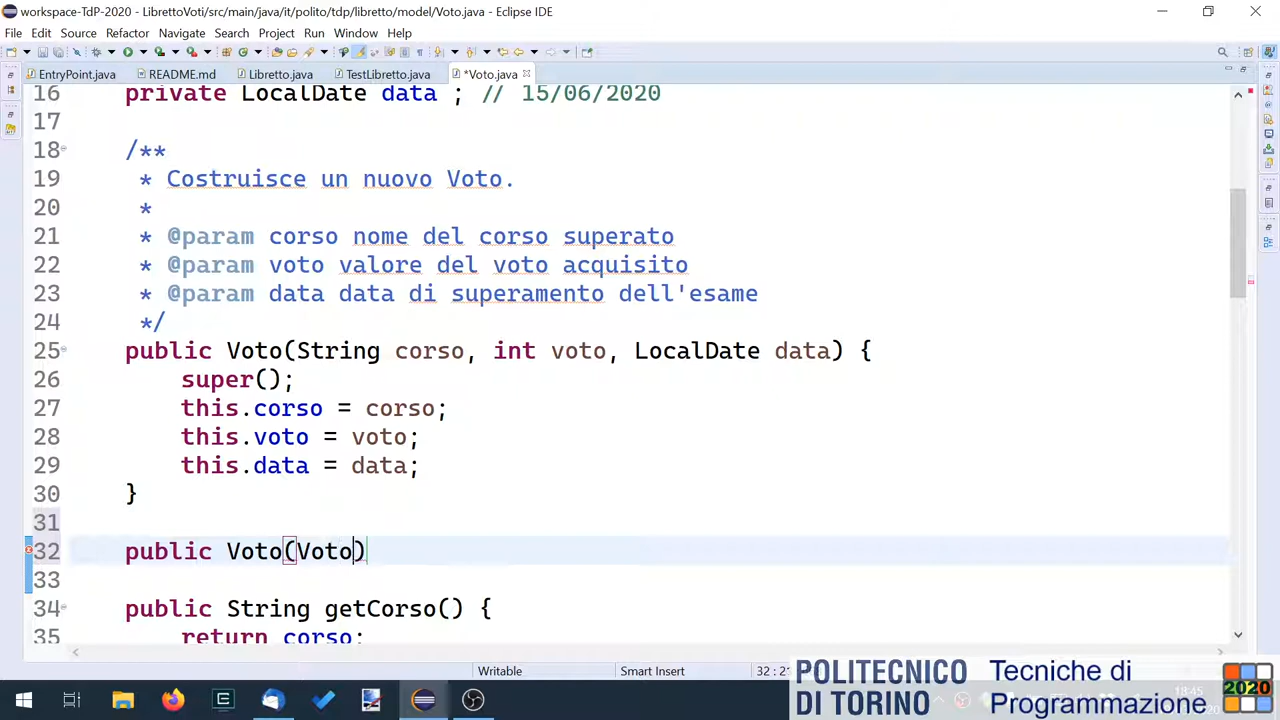 workspace-TdP-2020 - LibrettoVoti/src/main/java/it/polito/tdp/libretto/model/Voto.java - Eclipse IDE
File Edit Source Refactor Navigate Search Project Run Window Help
EntryPoint.java README.md Libretto.java TestLibretto.java *Voto.java
16 private LocalDate data ; // 15/06/2020
17
18 /**
19 * Costruisce un nuovo Voto.
20 *
21 * @param corso nome del corso superato
22 * @param voto valore del voto acquisito
23 * @param data data di superamento dell'esame
24 */
25 public Voto(String corso, int voto, LocalDate data) {
26 super();
27 this.corso = corso;
28 this.voto = voto;
29 this.data = data;
30 }
31
32 public Voto(Voto)
33
34 public String getCorso() {
35 return corso;
Writable Smart Insert 32 : 2
POLITECNICO
DI TORINO
Tecniche di
Programmazione
2020
18:45